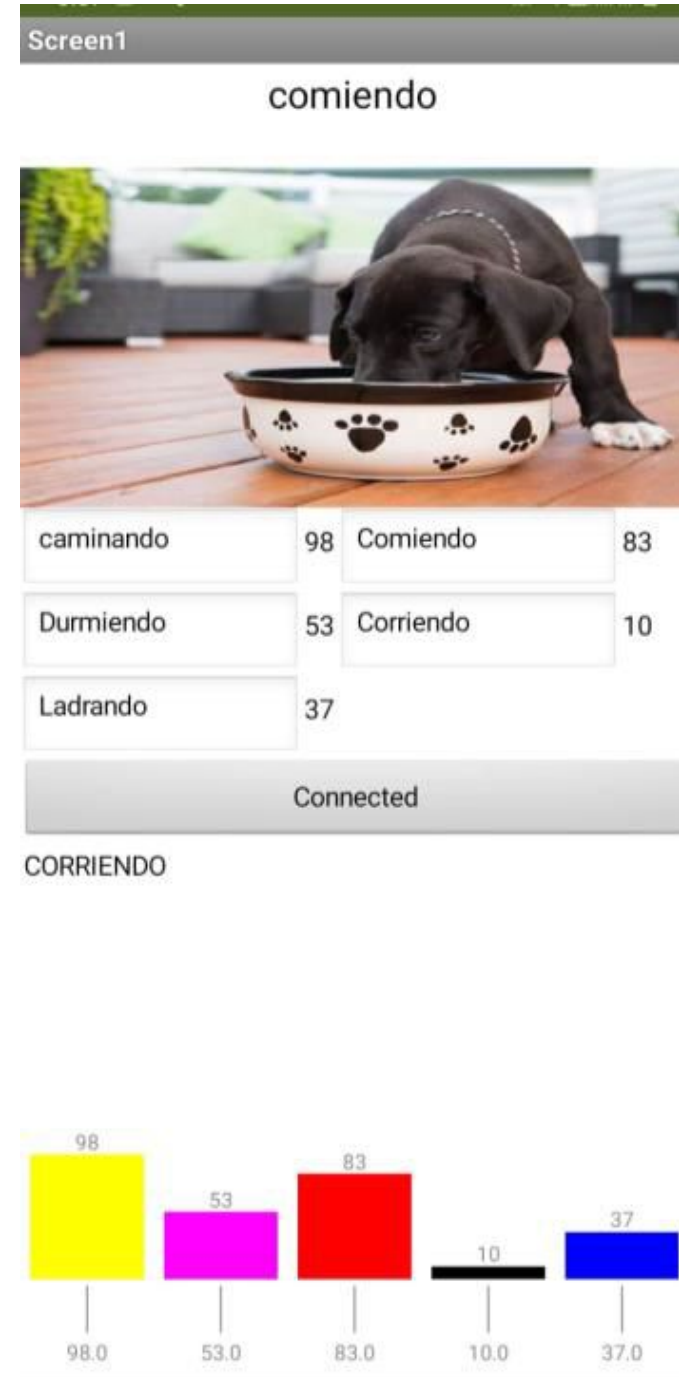 Screen1
comiendo
caminando 98 Comiendo 83
Durmiendo 53 Corriendo 10
Ladrando 37
Connected
CORRIENDO
98 53 83 10 37
98.0 53.0 83.0 10.0 37.0